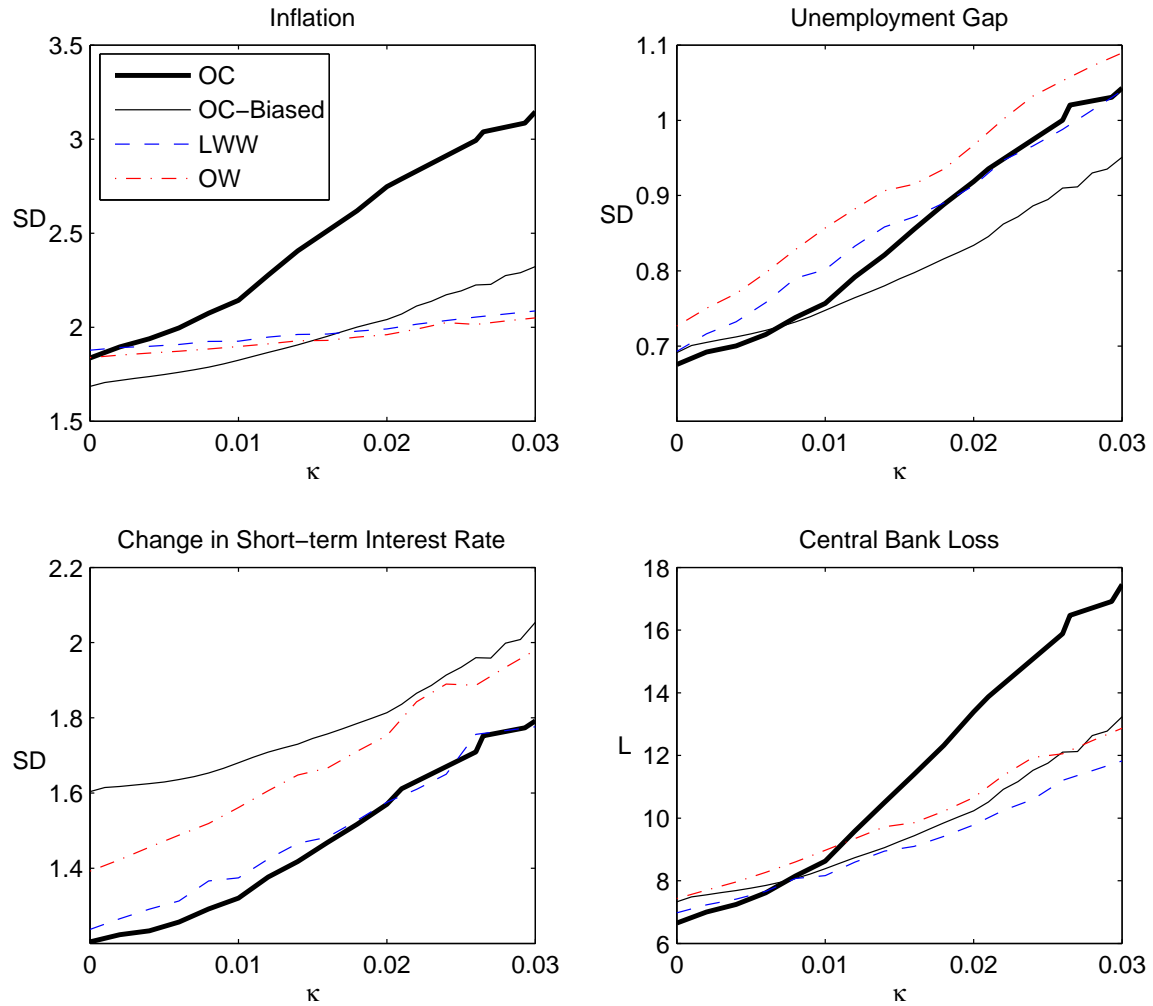 Inflation
3.5
3
2.5
2
1.5
SD
OC
OC−Biased
LWW
OW
0
0.01
0.02
0.03
κ
Unemployment Gap
1.1
1
0.9
0.8
0.7
SD
0
0.01
0.02
0.03
κ
Change in Short−term Interest Rate
2.2
2
1.8
1.6
1.4
SD
0
0.01
0.02
0.03
κ
Central Bank Loss
18
16
14
12
10
8
6
L
0
0.01
0.02
0.03
κ